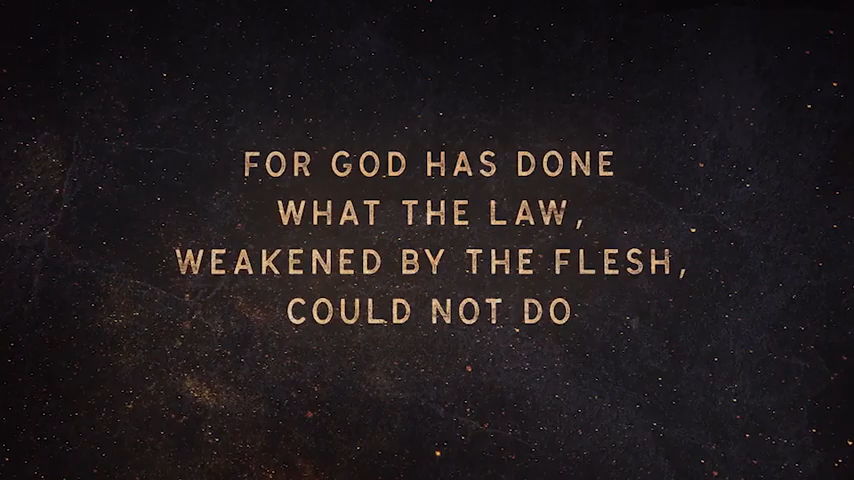 FOR GOD HAS DONE
WHAT THE LAW,
WEAKENED BY THE FLESH,
COULD NOT DO